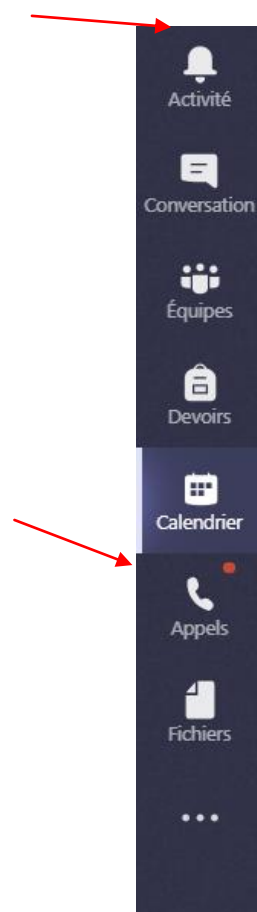 Activité
Conversation
Équipes
Devoirs
Calendrier
Appels
Fichiers